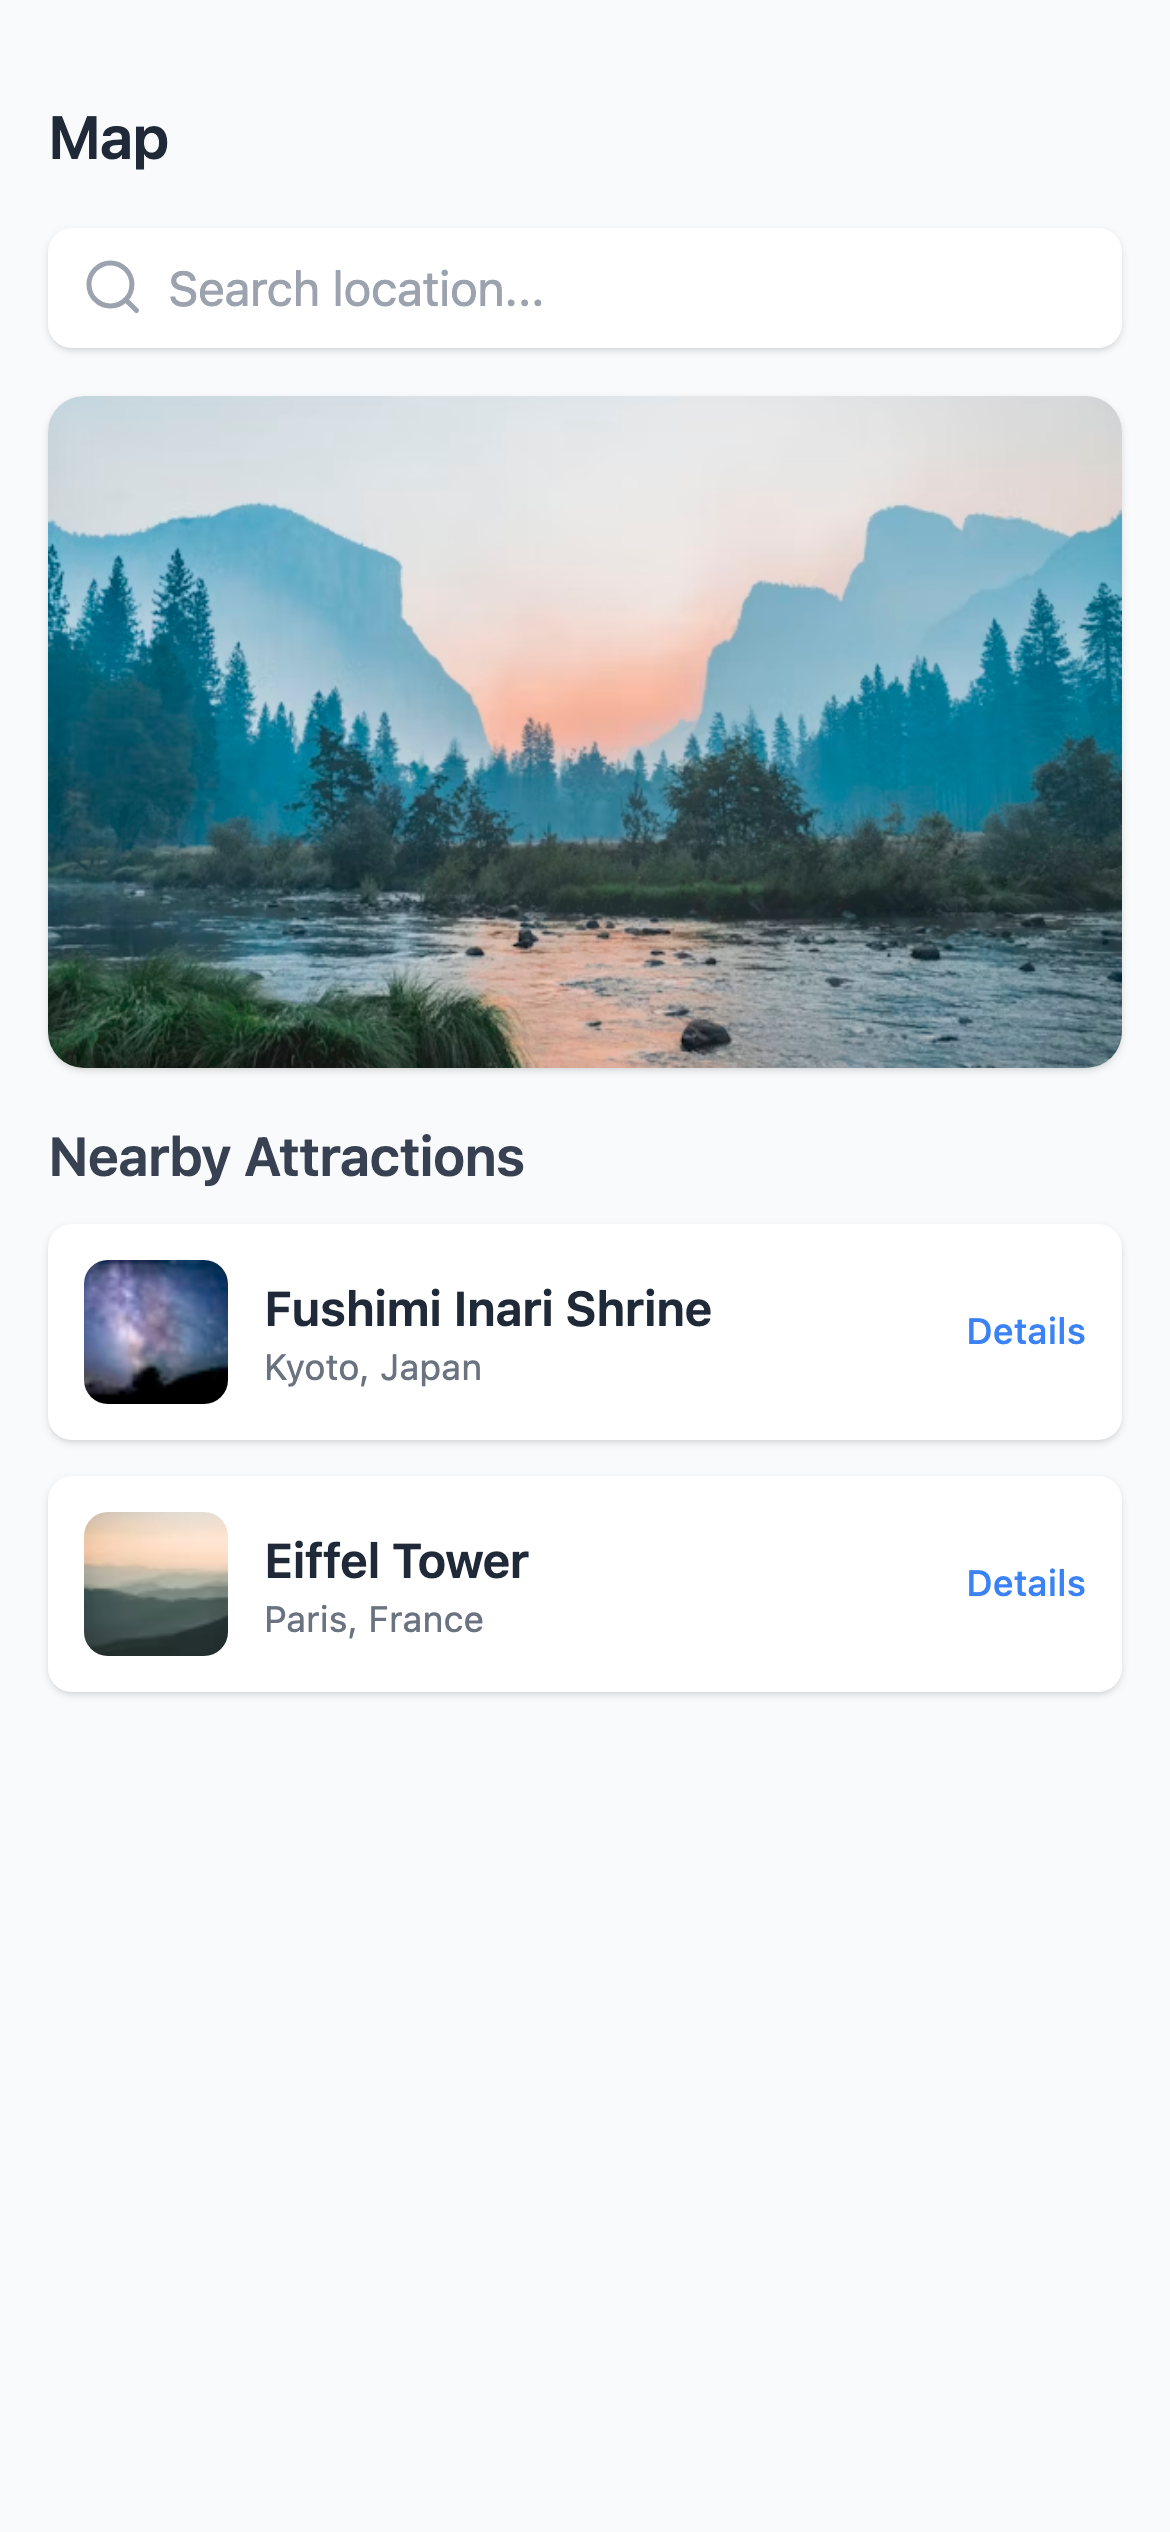 Map
Search location...
Nearby Attractions
Fushimi Inari Shrine
Kyoto, Japan
Details
Eiffel Tower
Paris, France
Details